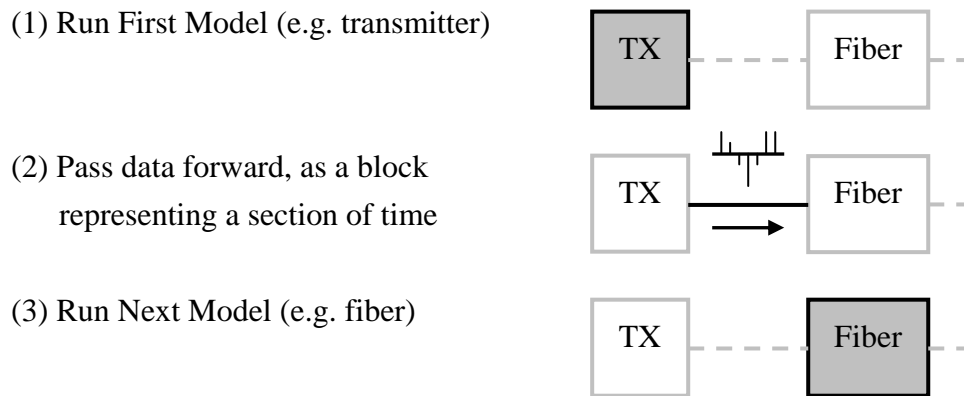 (1) Run First Model (e.g. transmitter)
TX
Fiber
(2) Pass data forward, as a block
representing a section of time
TX
Fiber
(3) Run Next Model (e.g. fiber)
TX
Fiber